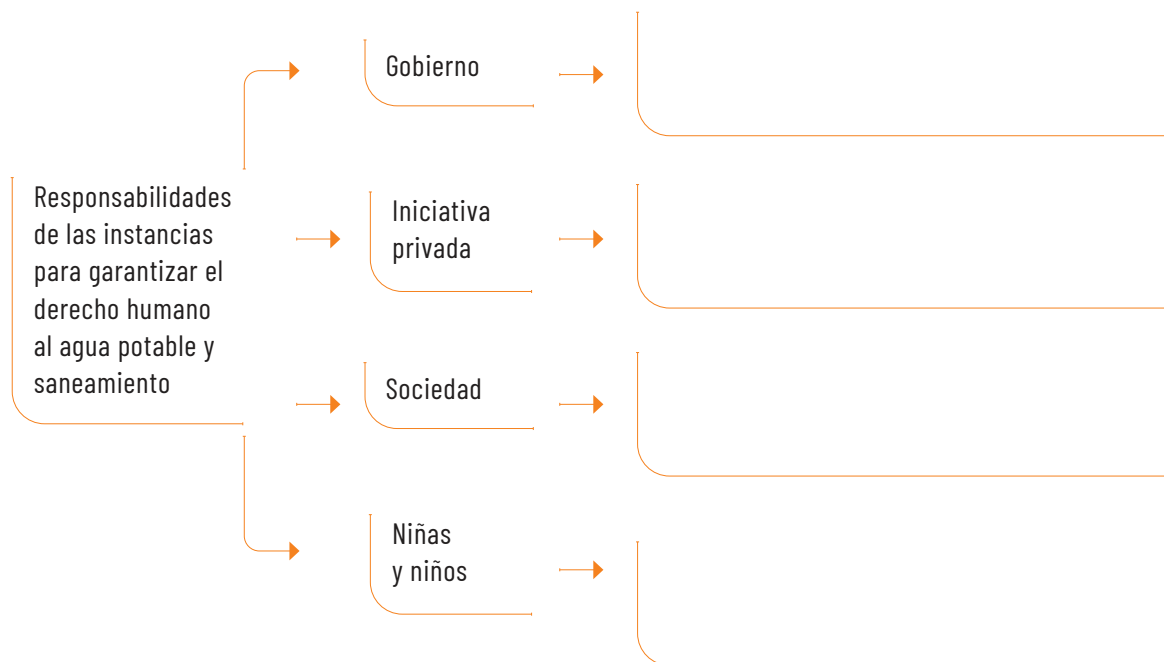 Responsabilidades
de las instancias
para garantizar el
derecho humano
al agua potable y
saneamiento
Gobierno
Iniciativa
privada
Sociedad
Niñas
y niños